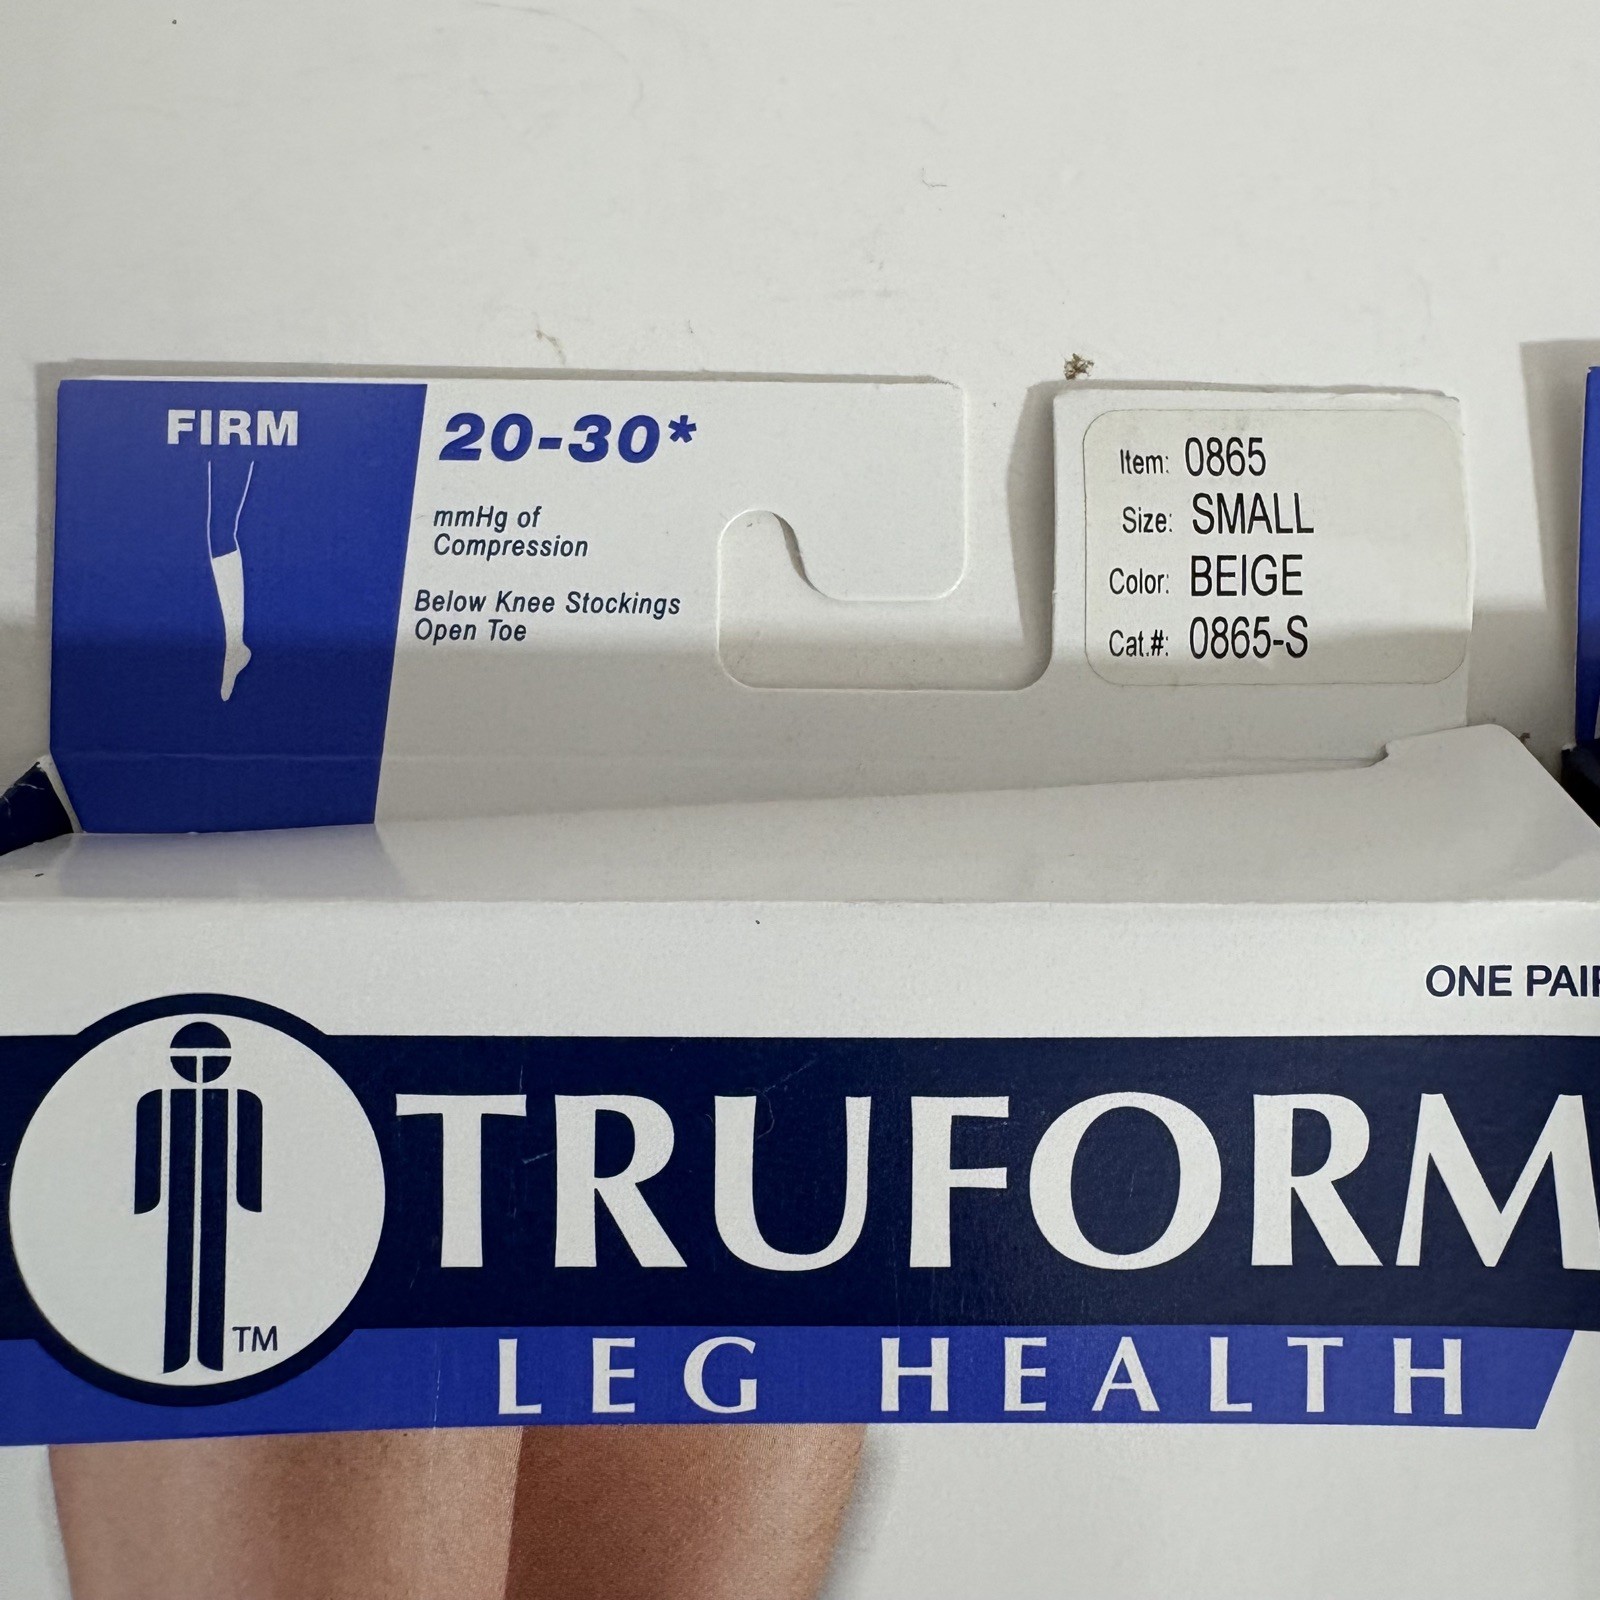 FIRM
20-30*
mmHg of
Compression
Below Knee Stockings
Open Toe
Item: 0865
Size: SMALL
Color: BEIGE
Cat.#: 0865-S
ONE PAIR
TRUFORM
TM
LEG HEALTH